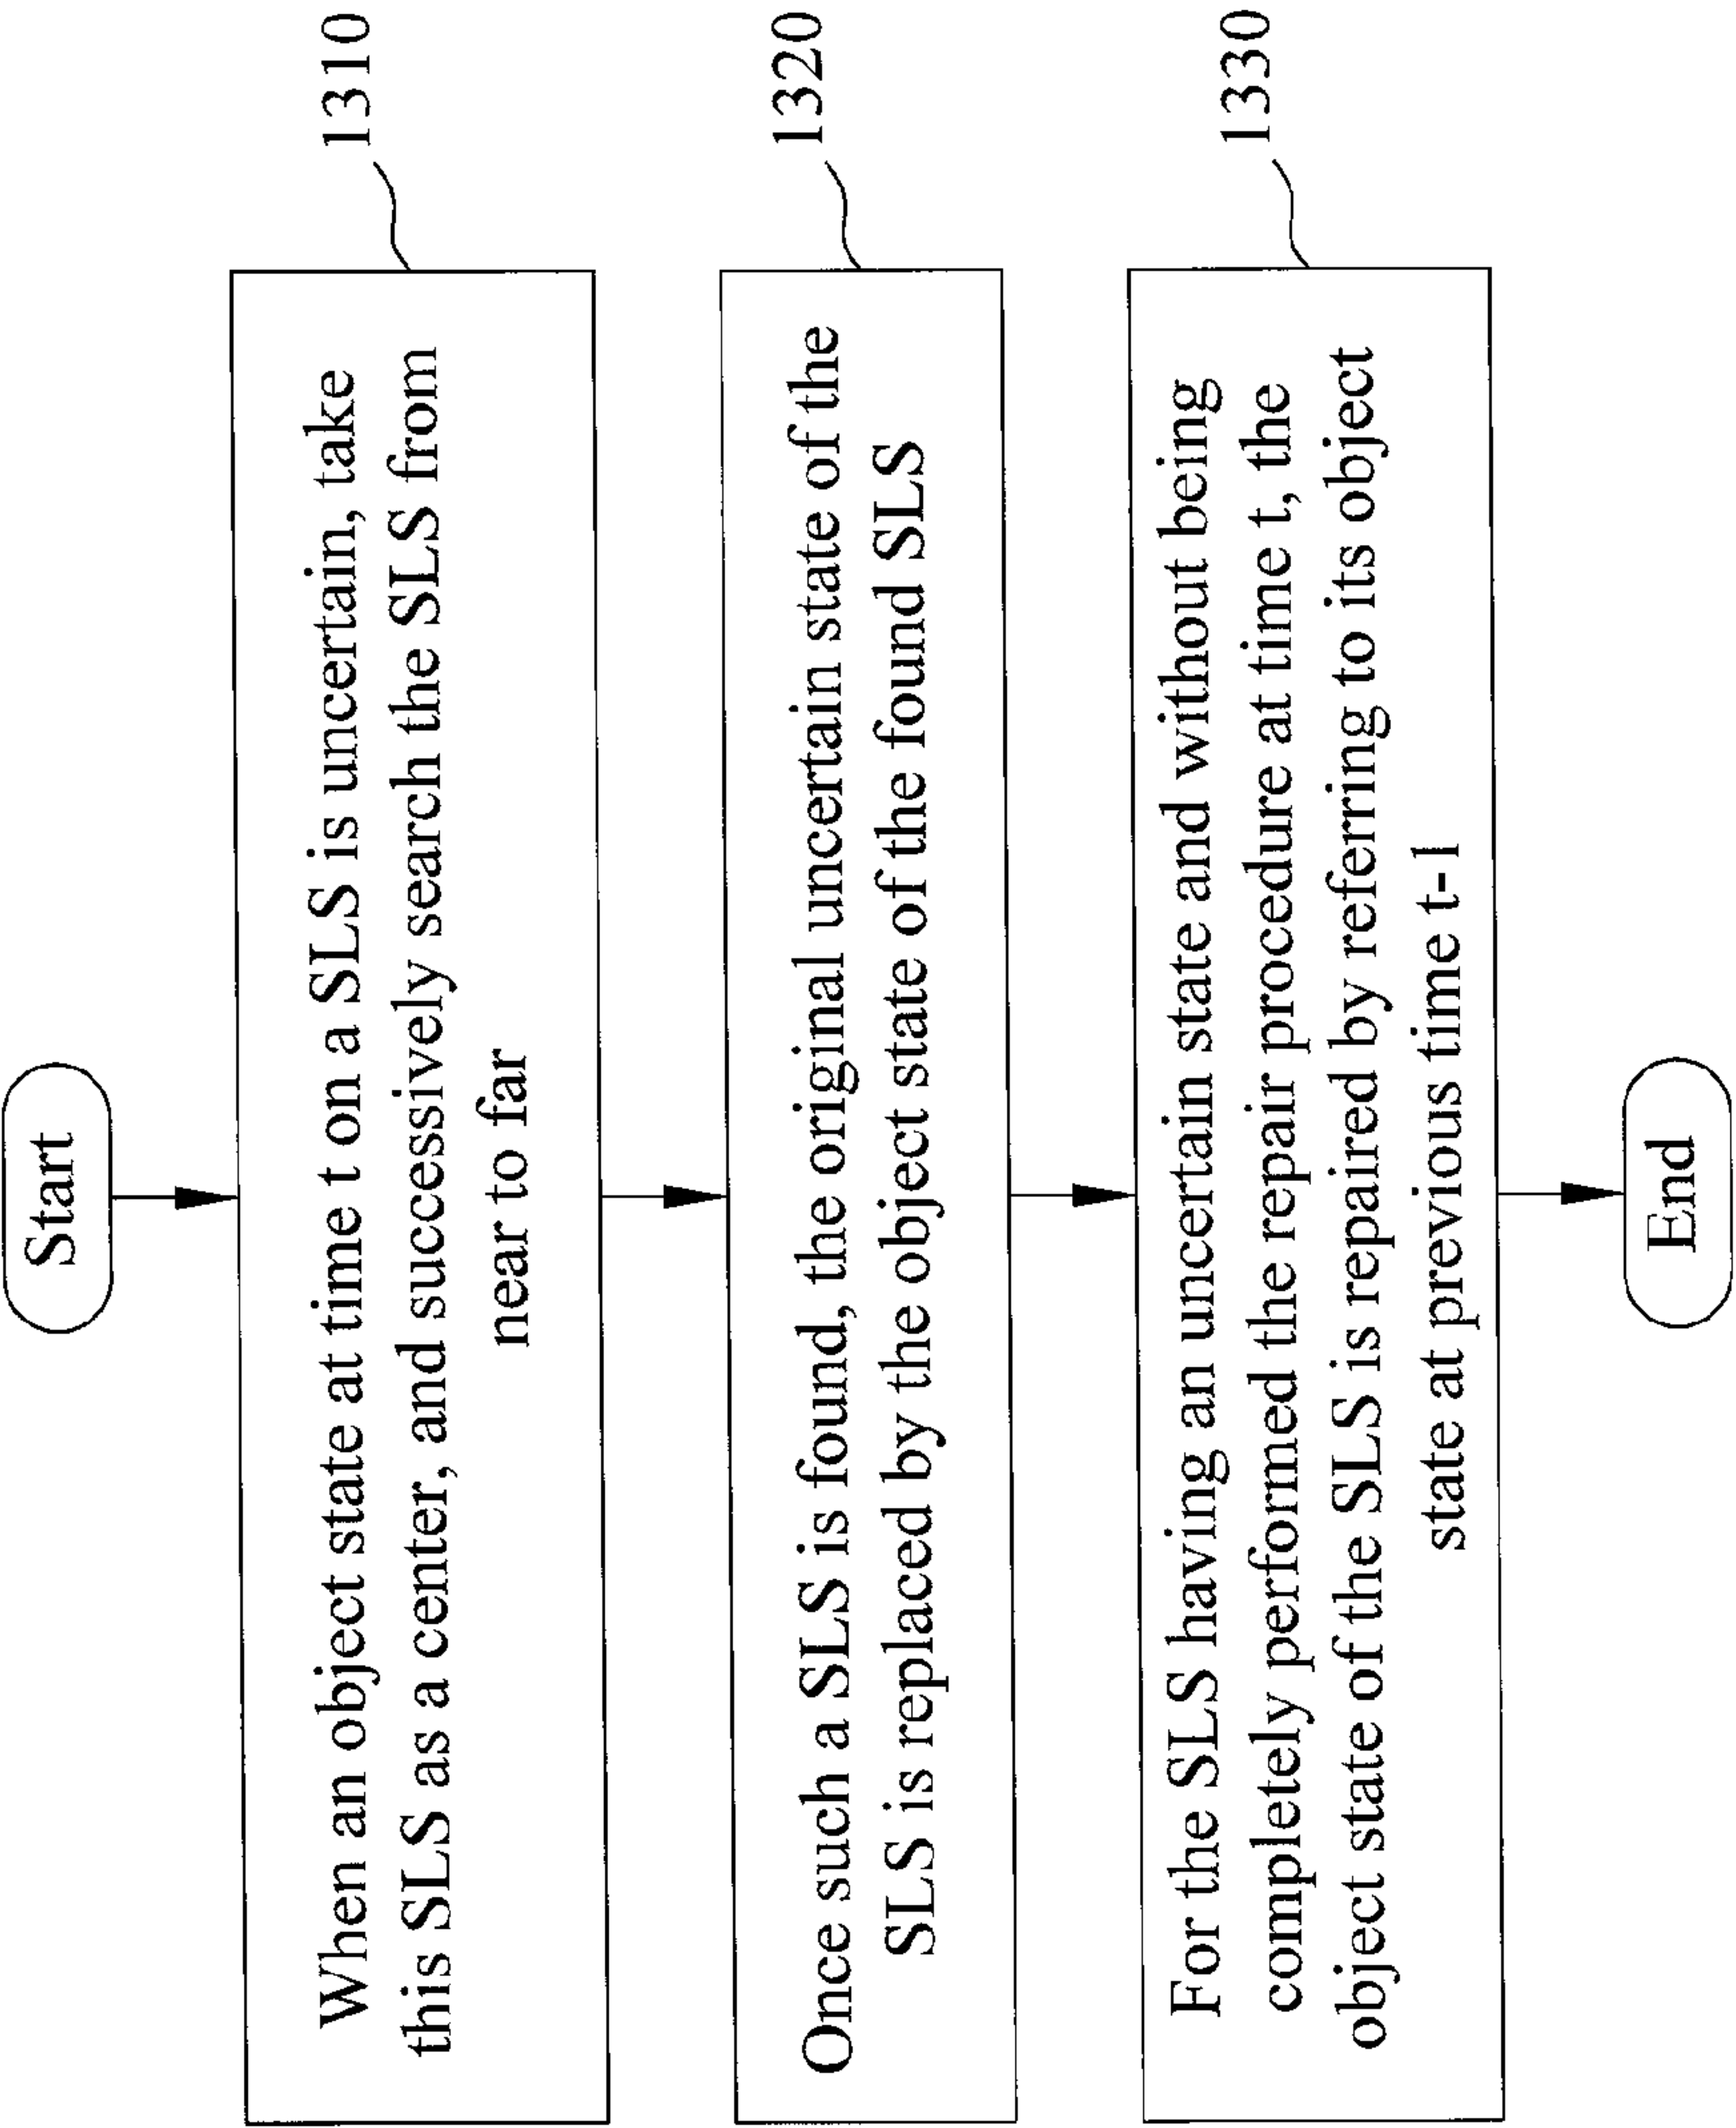 Start
1310
When an object state at time t on a SLS is uncertain, take
this SLS as a center, and successively search the SLS from
near to far
1320
Once such a SLS is found, the original uncertain state of the
SLS is replaced by the object state of the found SLS
1330
For the SLS having an uncertain state and without being
completely performed the repair procedure at time t, the
object state of the SLS is repaired by referring to its object
state at previous time t-1
End